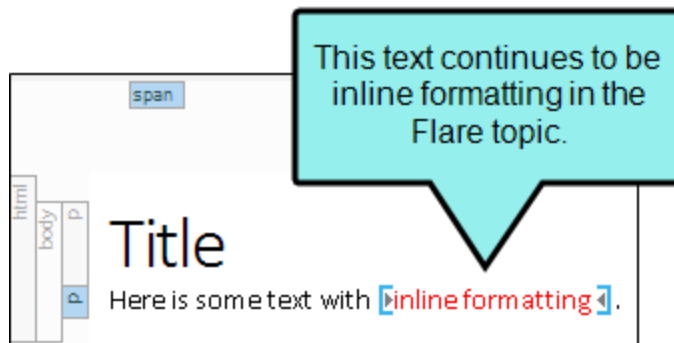 This text continues to be
inline formatting in the
Flare topic.
span
html
body
p
Title
p
Here is some text with inline formatting.